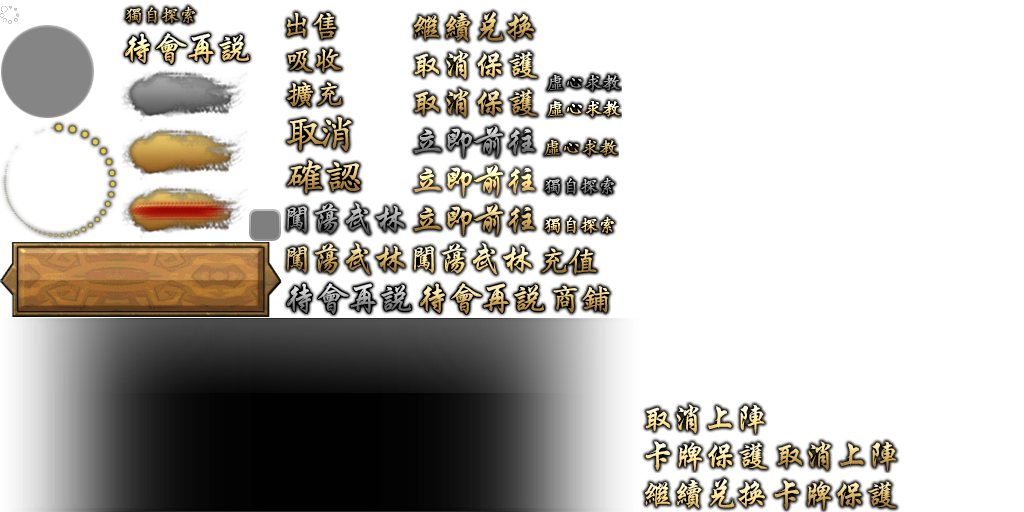 獨自探索
待會再説
出售
吸收
擴充
取消
確認
闖蕩武林
闖蕩武林
待會再説
繼續兌換
取消保護
取消保護
立即前往
立即前往
立即前往
闖蕩武林
待會再説
虛心求教
虛心求教
虛心求教
獨自探索
獨自探索
充值
商鋪
取消上陣
卡牌保護 取消上陣
繼續兌換 卡牌保護